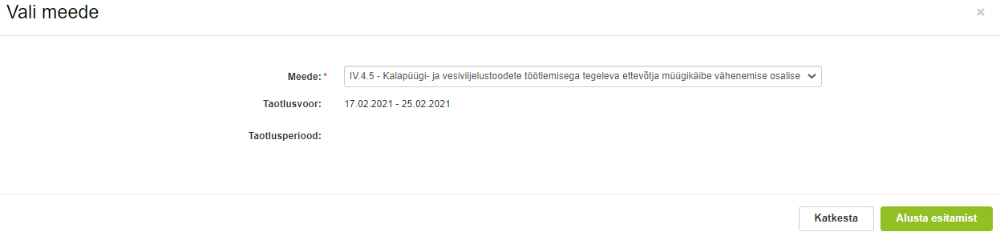 Vali meede
×
Meede:* IV.4.5 - Kalapüügi- ja vesiviljelustoodete töötlemisega tegeleva ettevõtja müügikäibe vähenemise osalise
Taotlusvoor: 17.02.2021 - 25.02.2021
Taotlusperiood:
Katkesta Alusta esitamist